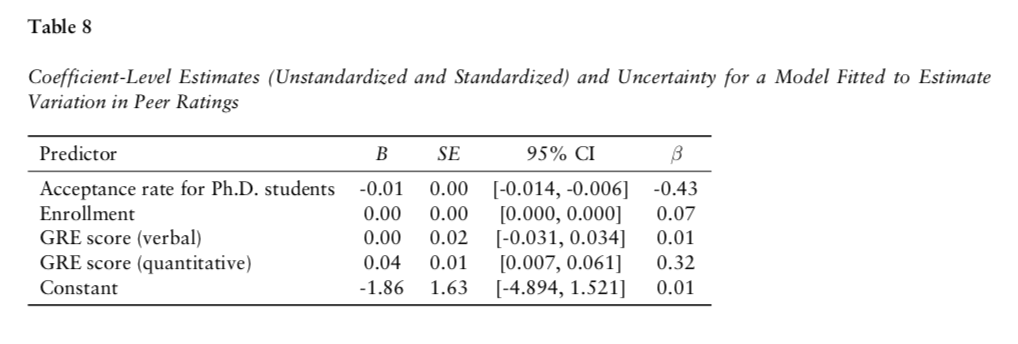 Table 8
Coefficient-Level Estimates (Unstandardized and Standardized) and Uncertainty for a Model Fitted to Estimate
Variation in Peer Ratings
Predictor B SE 95% CI β
Acceptance rate for Ph.D. students -0.01 0.00 [-0.014, -0.006] -0.43
Enrollment 0.00 0.00 [0.000, 0.000] 0.07
GRE score (verbal) 0.00 0.02 [-0.031, 0.034] 0.01
GRE score (quantitative) 0.04 0.01 [0.007, 0.061] 0.32
Constant -1.86 1.63 [-4.894, 1.521] 0.01